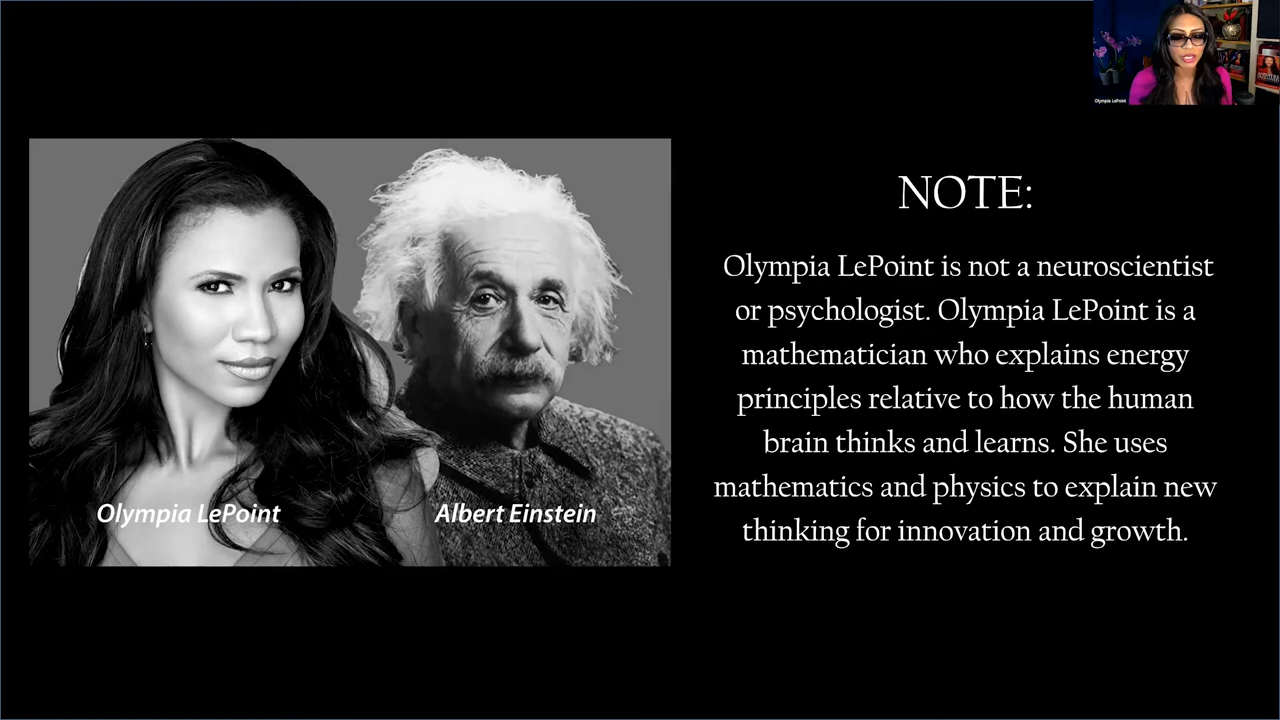 Olympia LePoint
Olympia LePoint
Albert Einstein
NOTE:
Olympia LePoint is not a neuroscientist
or psychologist. Olympia LePoint is a
mathematician who explains energy
principles relative to how the human
brain thinks and learns. She uses
mathematics and physics to explain new
thinking for innovation and growth.